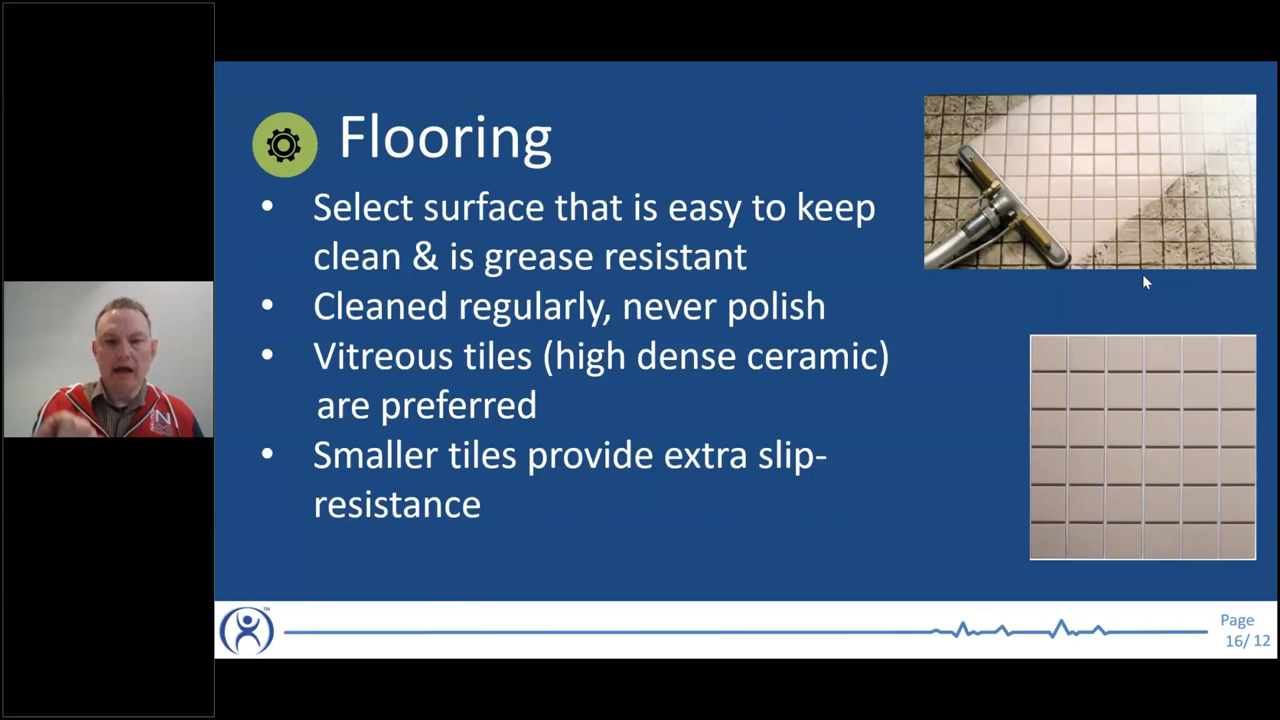 Flooring
• Select surface that is easy to keep
clean & is grease resistant
• Cleaned regularly, never polish
• Vitreous tiles (high dense ceramic)
are preferred
• Smaller tiles provide extra slip-
resistance
TM
Page
16/ 12